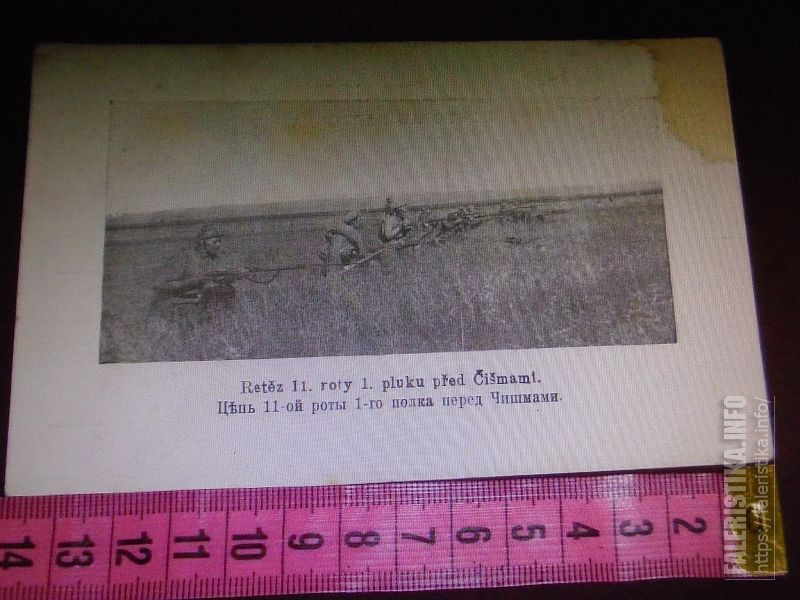 Retěz 11. roty 1. pluku před Čišmami.
Цѣпь 11-ой роты 1-го полка перед Чишмами.
14 13 12 11 10 9 8 7 6 5 4 3 2
FALERISTIKA.INFO
https://faleristika.info/